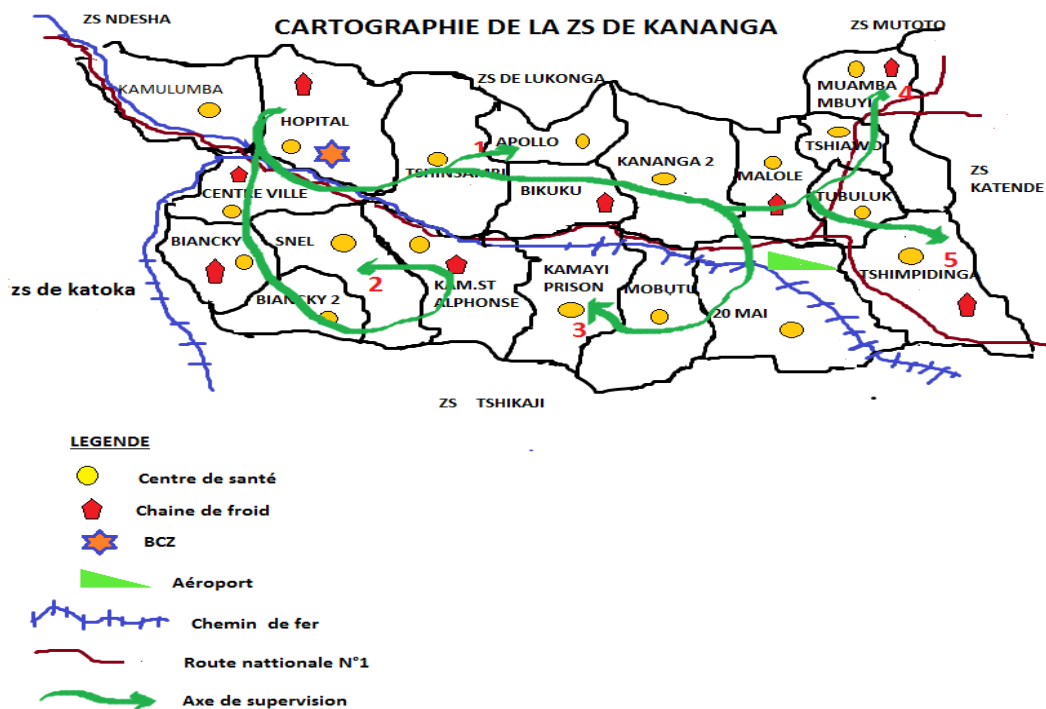 ZS NDESHA
CARTOGRAPHIE DE LA ZS DE KANANGA
ZS MUTOTO
KAMULUMBA
HOPITAL
ZS DE LUKONGA
MUAMBA
MBUYI
4
1
APOLLO
TSHINSAMBI
KANANGA 2
TSHIAWO
MALOLE
ZS
KATENDE
CENTRE VILLE
BIKUKU
TUBULUK
BIANCKY
SNEL
5
TSHIMPIDINGA
zs de katoka
BIANCKY 2
2
KAM.ST
ALPHONSE
KAMAYI
PRISON
3
MOBUTU
20 MAI
ZS TSHIKAJI
LEGENDE
Centre de santé
Chaine de froid
BCZ
Aéroport
Chemin de fer
Route nattionale N°1
Axe de supervision